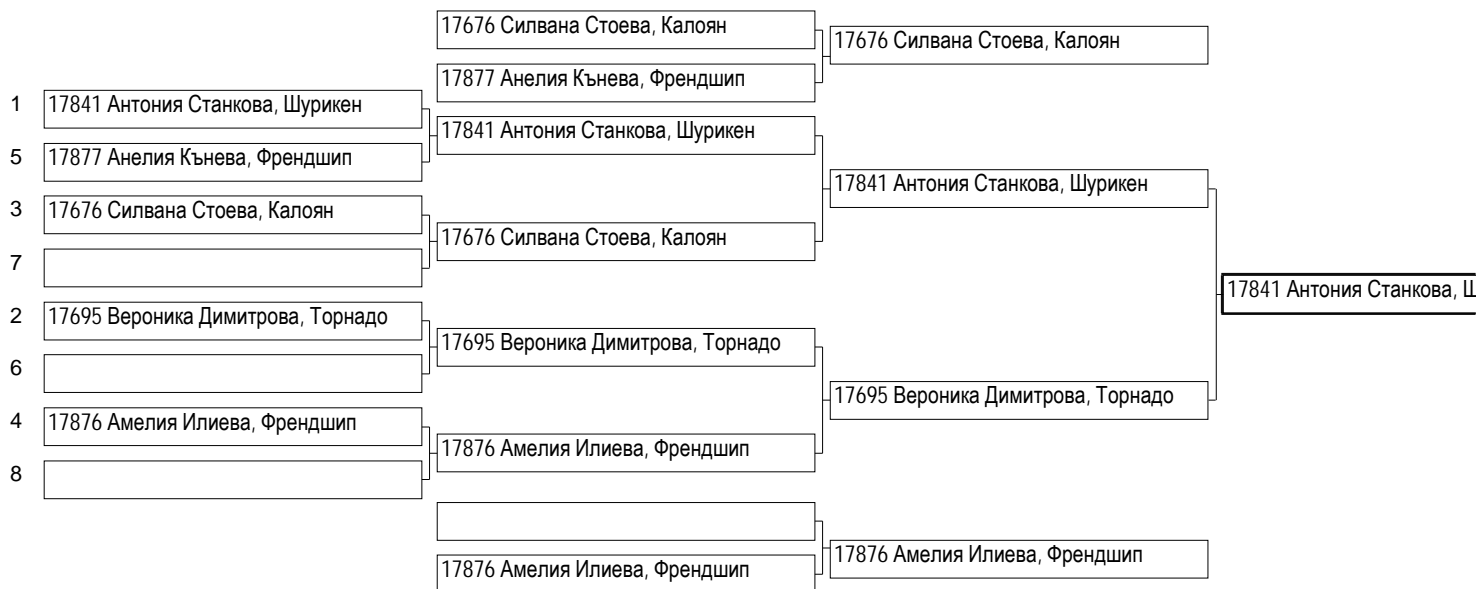 17676 Силвана Стоева, Калоян
17676 Силвана Стоева, Калоян
17877 Анелия Кънева, Френдшип
1 17841 Антония Станкова, Шурикен
17841 Антония Станкова, Шурикен
5 17877 Анелия Кънева, Френдшип
17841 Антония Станкова, Шурикен
3 17676 Силвана Стоева, Калоян
17676 Силвана Стоева, Калоян
7
17841 Антония Станкова, Ш
2 17695 Вероника Димитрова, Торнадо
17695 Вероника Димитрова, Торнадо
6
17695 Вероника Димитрова, Торнадо
4 17876 Амелия Илиева, Френдшип
17876 Амелия Илиева, Френдшип
8
17876 Амелия Илиева, Френдшип
17876 Амелия Илиева, Френдшип